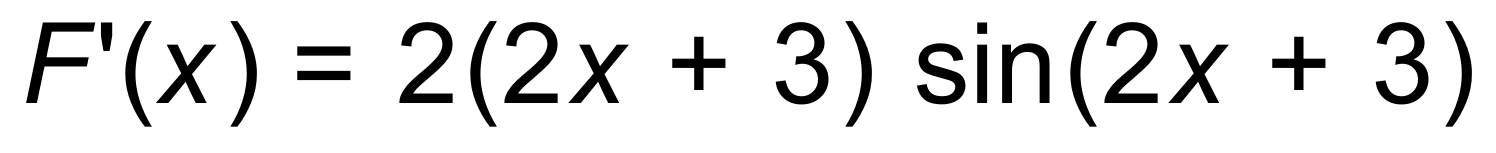 F'(x) = 2(2x + 3) sin(2x + 3)